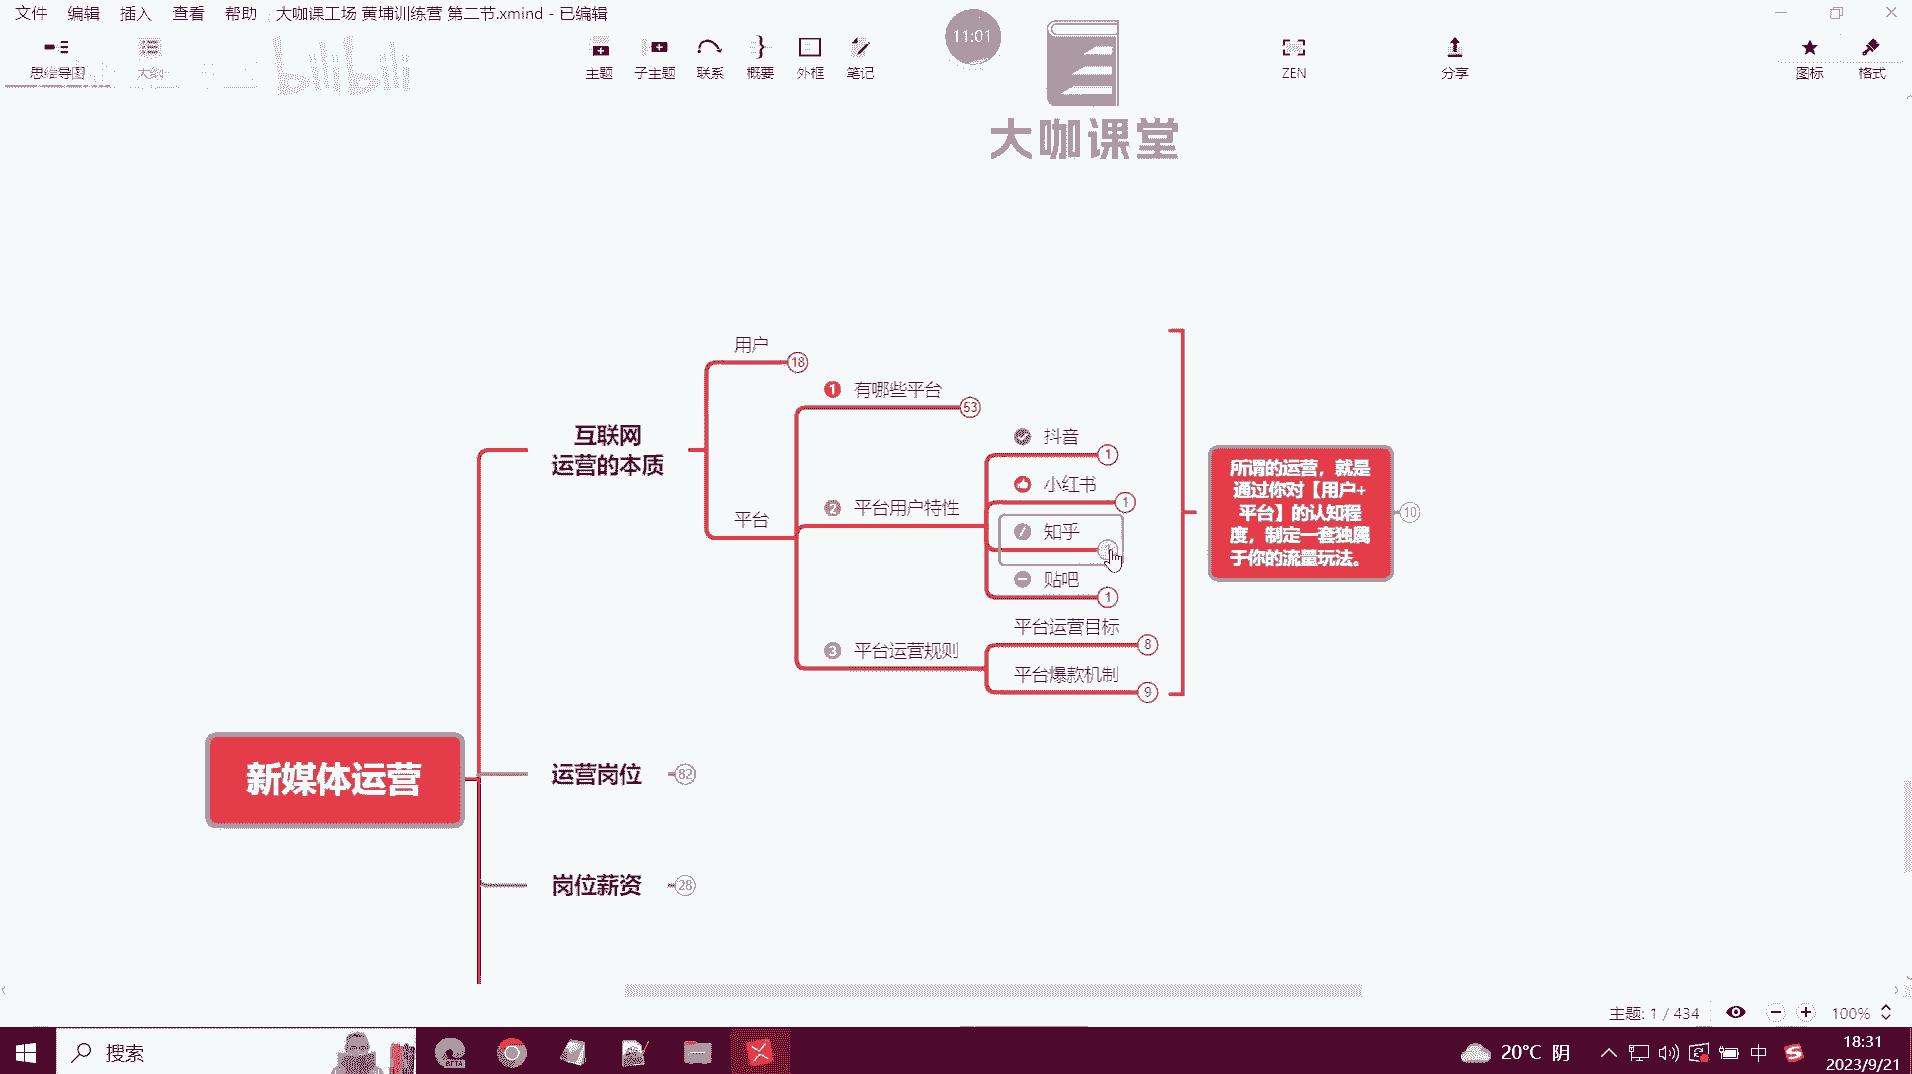 文件 编辑 插入 查看 帮助 大咖课工场 黄埔训练营 第二节.xmind - 已编辑
思维导图 大纲
bilibili
主题 子主题 联系 概要 外框 笔记
11:01
ZEN 分享 图标 格式
大咖课堂
用户
18
1 有哪些平台
53
互联网
运营的本质
平台
2 平台用户特性
抖音
1
小红书
1
知乎
贴吧
1
3 平台运营规则
平台运营目标
8
平台爆款机制
9
所谓的运营，就是
通过你对【用户+
平台】的认知程
度，制定一套独属
于你的流量玩法。
10
新媒体运营
运营岗位
82
岗位薪资
28
主题: 1 / 434
100%
搜索
BETA
20°C 阴
中
18:31
2023/9/21